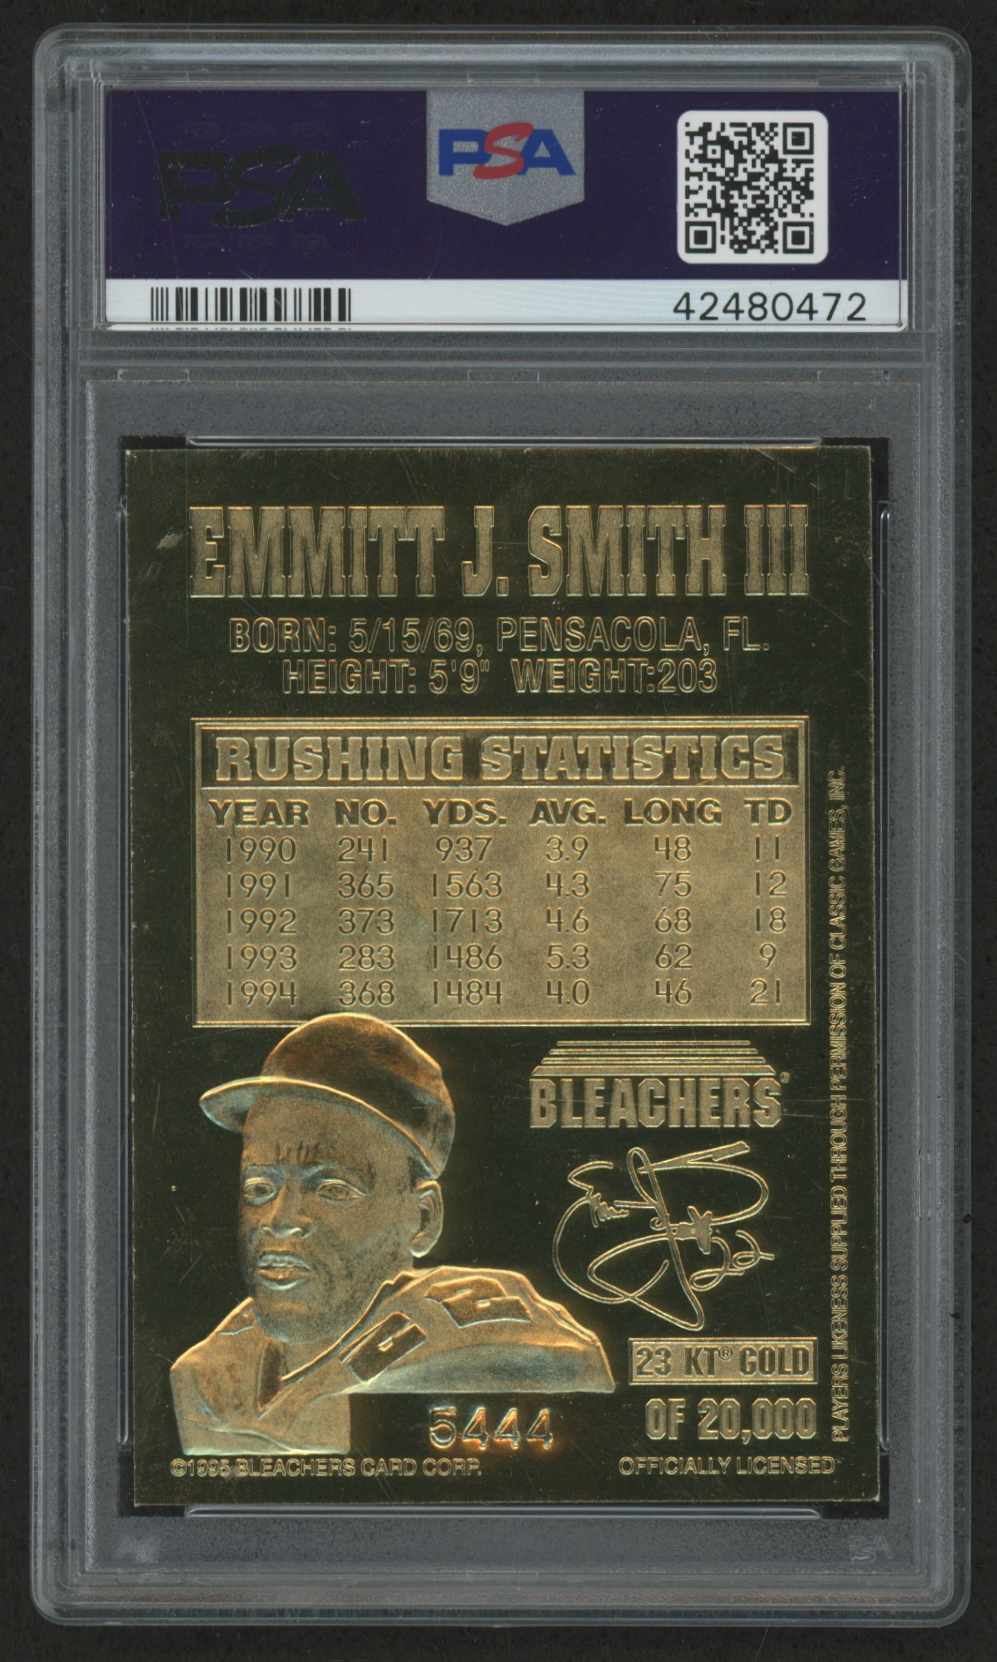 PSA
PSA
42480472
EMMITT J. SMITH III
BORN: 5/15/69, PENSACOLA, FL.
HEIGHT: 5'9" WEIGHT:203
RUSHING STATISTICS
YEAR NO. YDS. AVG. LONG TD
1990 241 937 3.9 48 11
1991 365 1563 4.3 75 12
1992 373 1713 4.6 68 18
1993 283 1486 5.3 62 9
1994 368 1484 4.0 46 21
BLEACHERS®
22
23 KT® GOLD
5444
OF 20,000
©1995 BLEACHERS CARD CORP.
OFFICIALLY LICENSED
PLAYERS LIKENESS SUPPLIED THROUGH PERMISSION OF CLASSIC GAMES, INC.